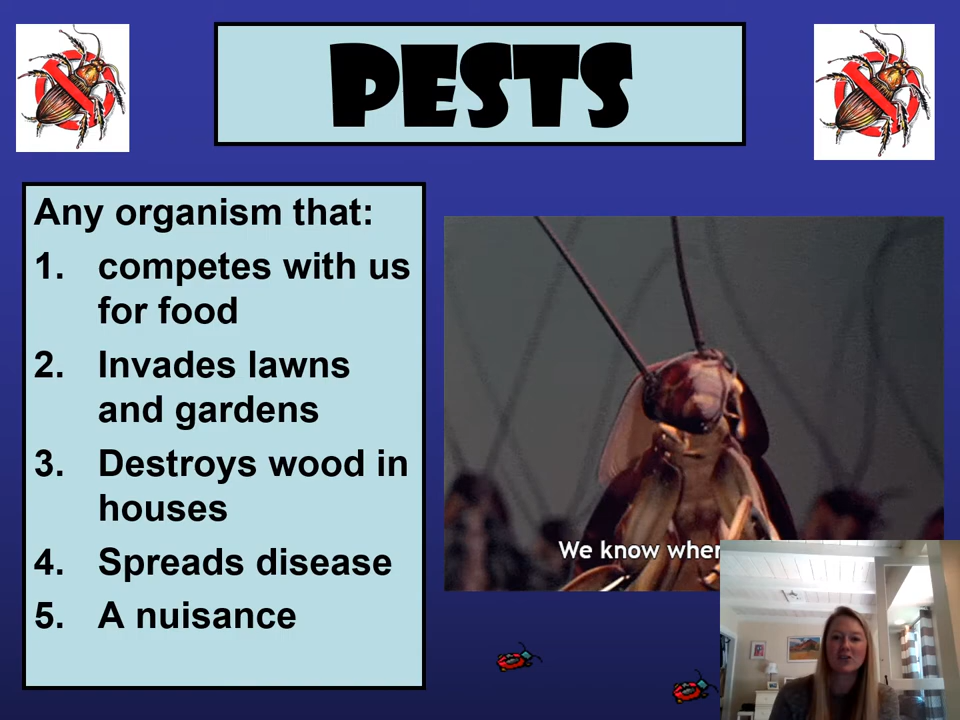 PESTS
Any organism that:
1. competes with us
for food
2. Invades lawns
and gardens
3. Destroys wood in
houses
4. Spreads disease
5. A nuisance
We know